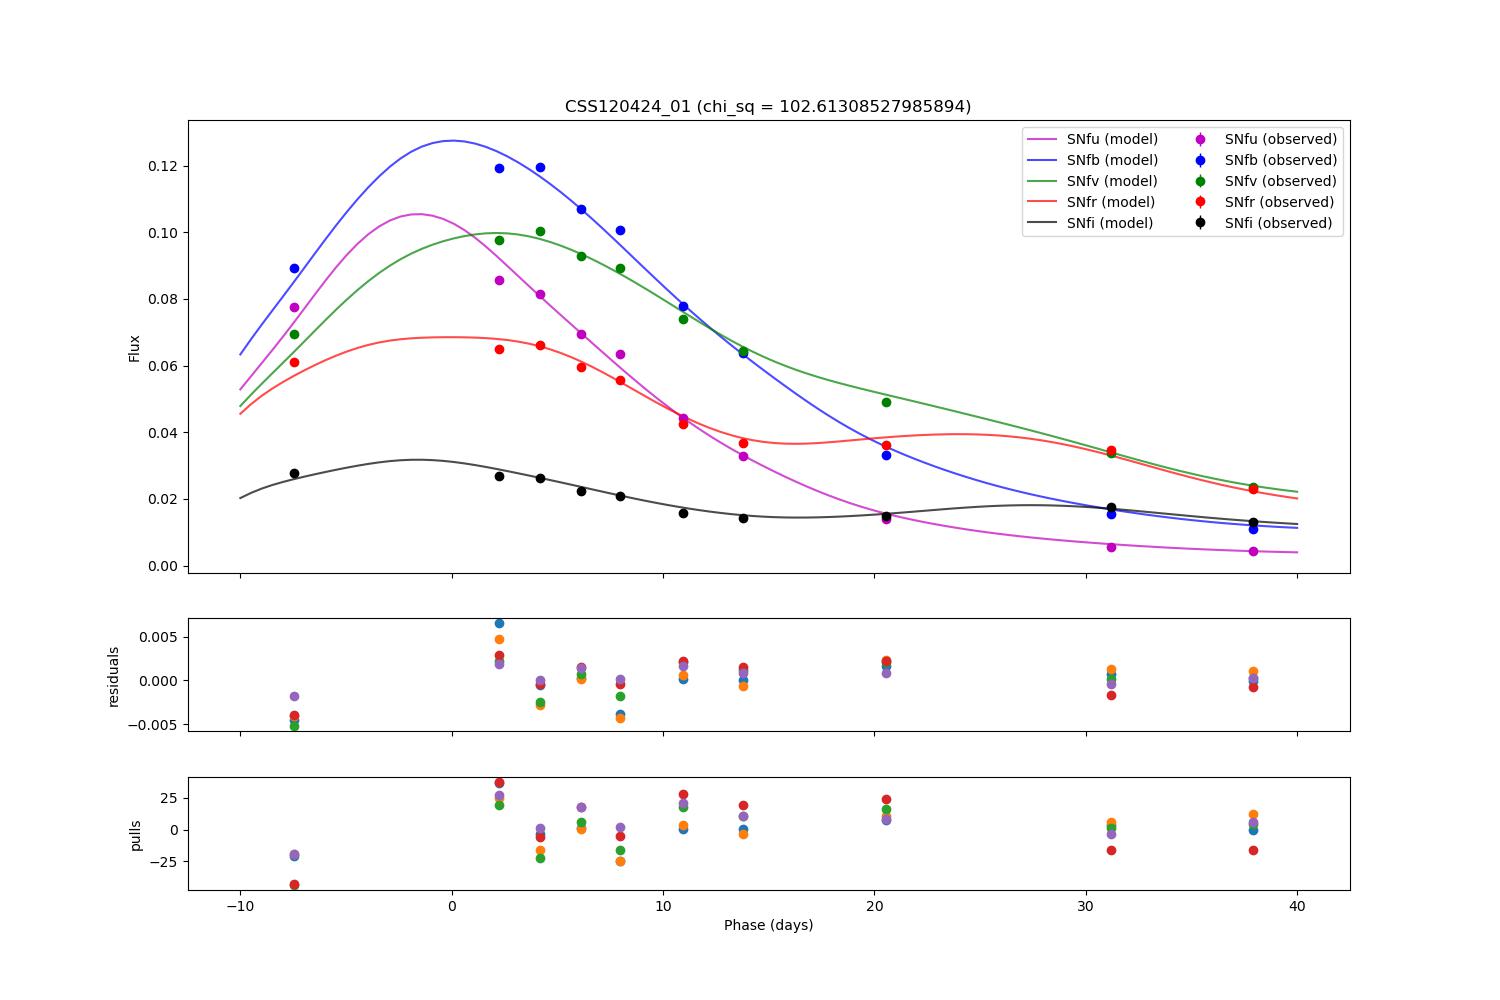 CSS120424_01 (chi_sq = 102.61308527985894)
SNfu (model) SNfu (observed)
SNfb (model) SNfb (observed)
SNfv (model) SNfv (observed)
SNfr (model) SNfr (observed)
SNfi (model) SNfi (observed)
Flux
0.12
0.10
0.08
0.06
0.04
0.02
0.00
residuals
0.005
0.000
−0.005
pulls
25
0
−25
−10 0 10 20 30 40
Phase (days)